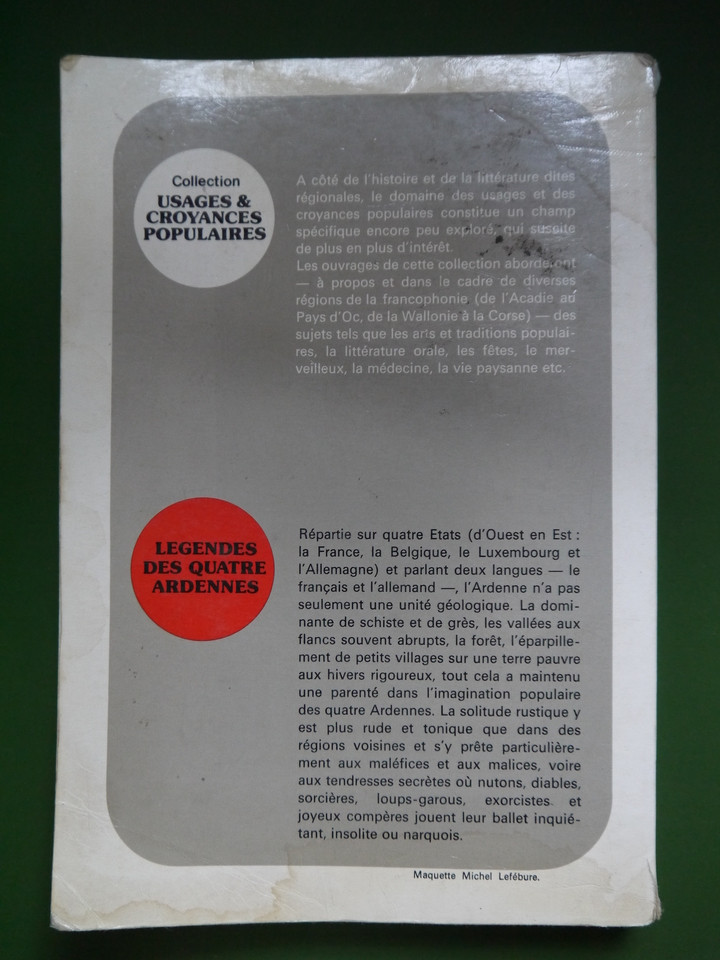 Collection
USAGES &
CROYANCES
POPULAIRES
A côté de l'histoire et de la littérature dites
régionales, le domaine des usages et des
croyances populaires constitue un champ
spécifique encore peu exploré, qui suscite
de plus en plus d'intérêt.
Les ouvrages de cette collection aborderont
— à propos et dans le cadre de diverses
régions de la francophonie (de l'Acadie au
Pays d'Oc, de la Wallonie à la Corse) — des
sujets tels que les arts et traditions populai-
res, la littérature orale, les fêtes, le mer-
veilleux, la médecine, la vie paysanne etc.
LEGENDES
DES QUATRE
ARDENNES
Répartie sur quatre Etats (d'Ouest en Est :
la France, la Belgique, le Luxembourg et
l'Allemagne) et parlant deux langues — le
français et l'allemand —, l'Ardenne n'a pas
seulement une unité géologique. La domi-
nante de schiste et de grès, les vallées aux
flancs souvent abrupts, la forêt, l'éparpille-
ment de petits villages sur une terre pauvre
aux hivers rigoureux, tout cela a maintenu
une parenté dans l'imagination populaire
des quatre Ardennes. La solitude rustique y
est plus rude et tonique que dans des
régions voisines et s'y prête particulière-
ment aux maléfices et aux malices, voire
aux tendresses secrètes où nutons, diables,
sorcières, loups-garous, exorcistes et
joyeux compères jouent leur ballet inquié-
tant, insolite ou narquois.
Maquette Michel Lefébure.